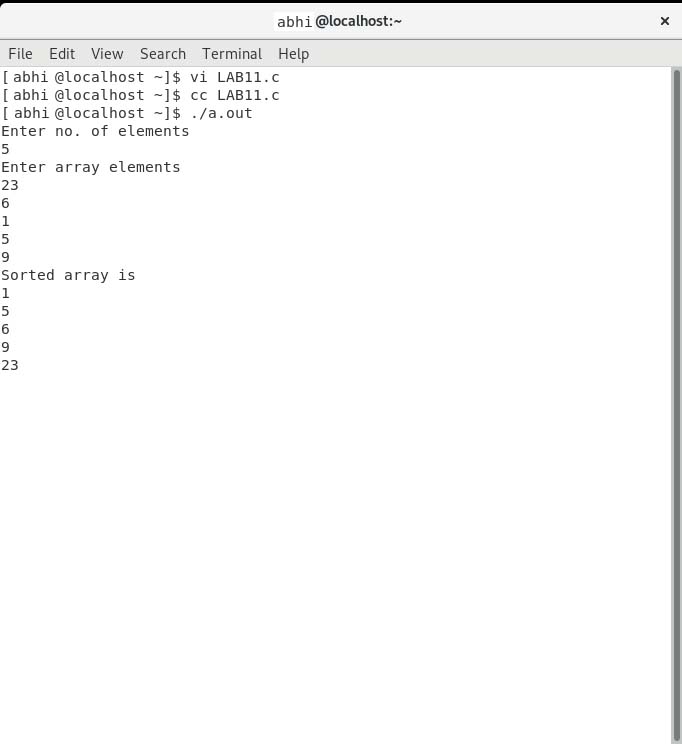 abhi@localhost:~ ×
File Edit View Search Terminal Help
[ abhi @localhost ~]$ vi LAB11.c
[ abhi @localhost ~]$ cc LAB11.c
[ abhi @localhost ~]$ ./a.out
Enter no. of elements
5
Enter array elements
23
6
1
5
9
Sorted array is
1
5
6
9
23